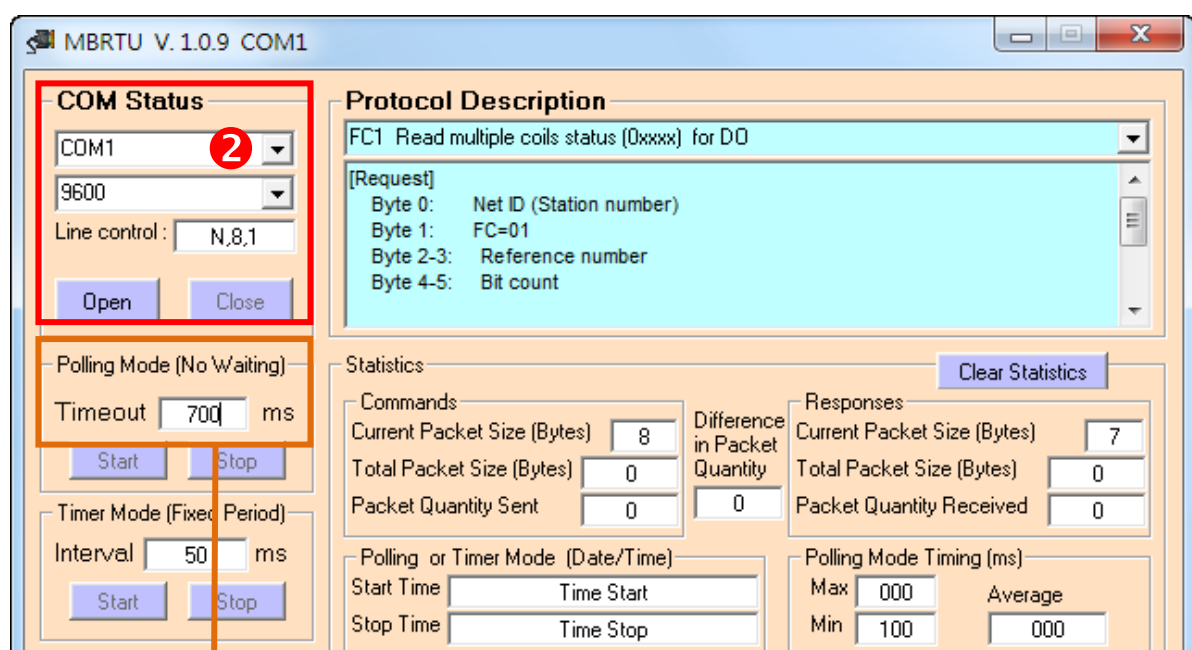 MBRTU V. 1.0.9 COM1
COM Status
COM1
2
9600
Line control : N,8,1
Open Close
Protocol Description
FC1 Read multiple coils status (0xxxx) for DO
[Request]
Byte 0: Net ID (Station number)
Byte 1: FC=01
Byte 2-3: Reference number
Byte 4-5: Bit count
Polling Mode (No Waiting)
Timeout 700 ms
Start Stop
Timer Mode (Fixed Period)
Interval 50 ms
Start Stop
Statistics
Clear Statistics
Commands
Current Packet Size (Bytes) 8
Total Packet Size (Bytes) 0
Packet Quantity Sent 0
Difference
in Packet
Quantity
0
Responses
Current Packet Size (Bytes) 7
Total Packet Size (Bytes) 0
Packet Quantity Received 0
Polling or Timer Mode (Date/Time)
Start Time Time Start
Stop Time Time Stop
Polling Mode Timing (ms)
Max 000 Average
Min 100 000